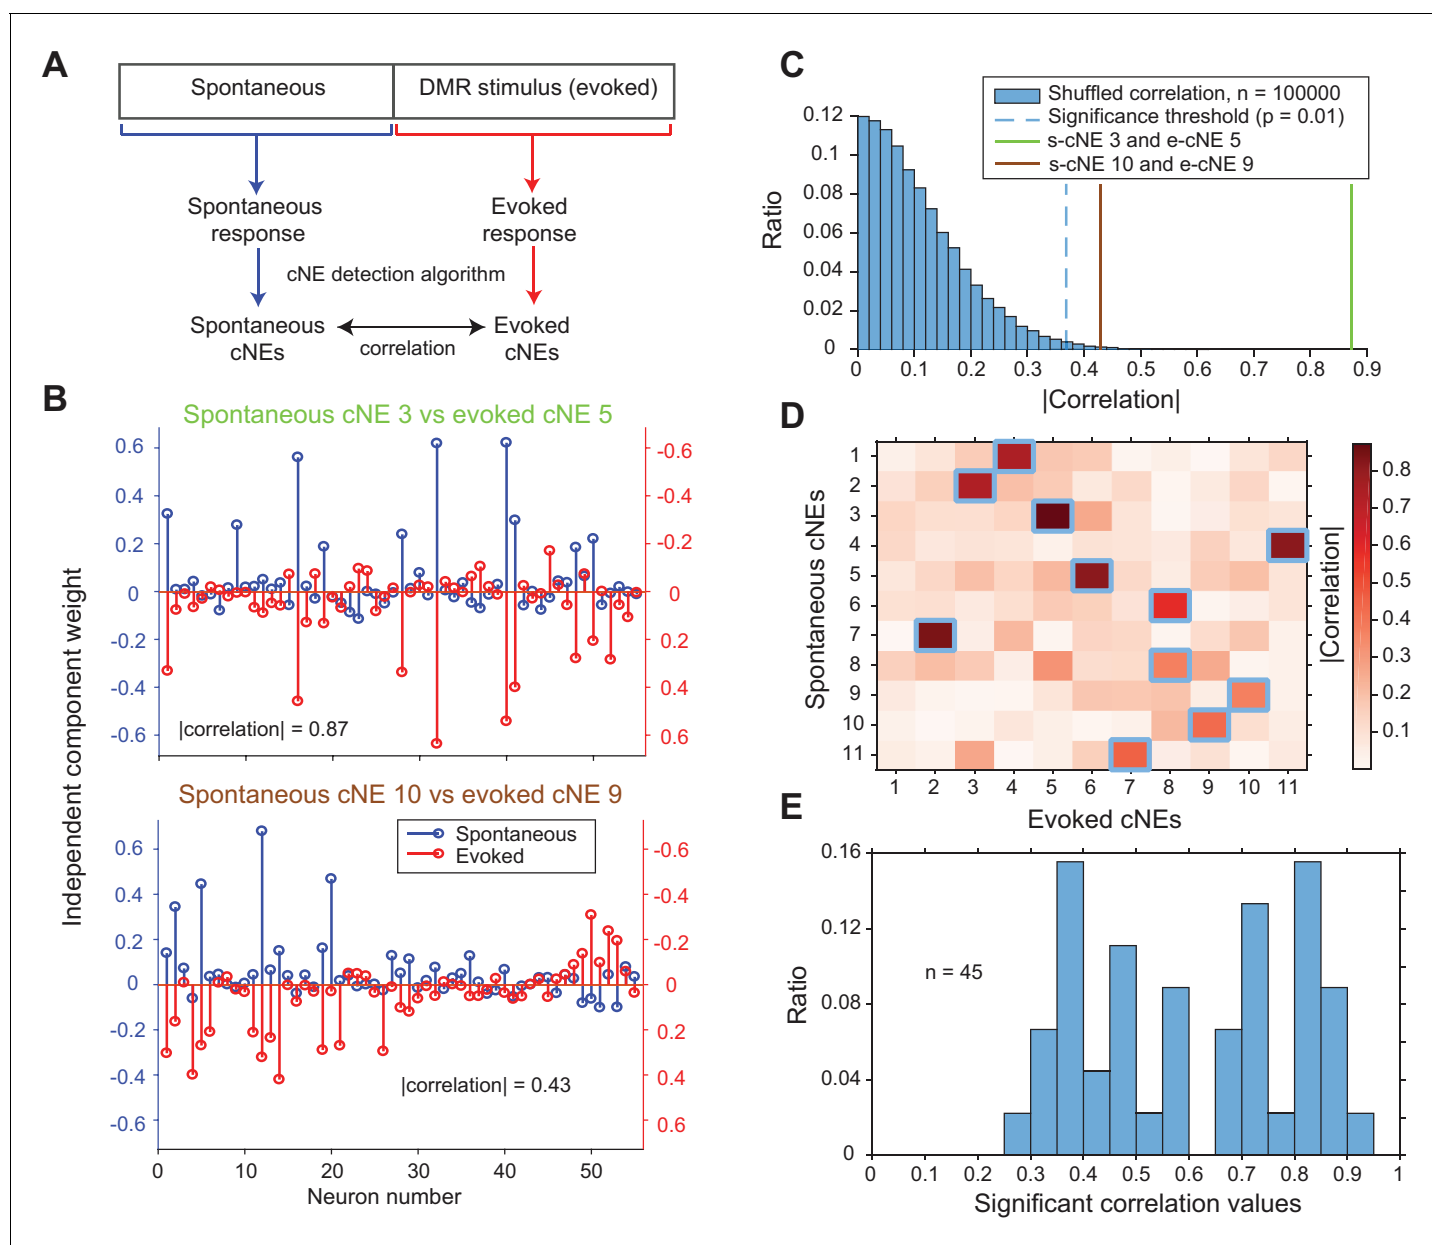 A
Spontaneous
DMR stimulus (evoked)
Spontaneous
response
Evoked
response
cNE detection algorithm
Spontaneous
cNEs
correlation
Evoked
cNEs
B
Spontaneous cNE 3 vs evoked cNE 5
0.6
0.4
0.2
0
-0.2
-0.4
-0.6
-0.6
-0.4
-0.2
0
0.2
0.4
0.6
|correlation| = 0.87
Independent component weight
Spontaneous cNE 10 vs evoked cNE 9
Spontaneous
Evoked
0.6
0.4
0.2
0
-0.2
-0.4
-0.6
-0.6
-0.4
-0.2
0
0.2
0.4
0.6
|correlation| = 0.43
0 10 20 30 40 50
Neuron number
C
Shuffled correlation, n = 100000
Significance threshold (p = 0.01)
s-cNE 3 and e-cNE 5
s-cNE 10 and e-cNE 9
0.12
0.1
0.08
0.06
0.04
0.02
0
Ratio
0 0.1 0.2 0.3 0.4 0.5 0.6 0.7 0.8 0.9
|Correlation|
D
Spontaneous cNEs
1
2
3
4
5
6
7
8
9
10
11
1 2 3 4 5 6 7 8 9 10 11
Evoked cNEs
|Correlation|
0.8
0.7
0.6
0.5
0.4
0.3
0.2
0.1
E
0.16
0.12
0.08
0.04
0
Ratio
n = 45
0 0.1 0.2 0.3 0.4 0.5 0.6 0.7 0.8 0.9 1
Significant correlation values